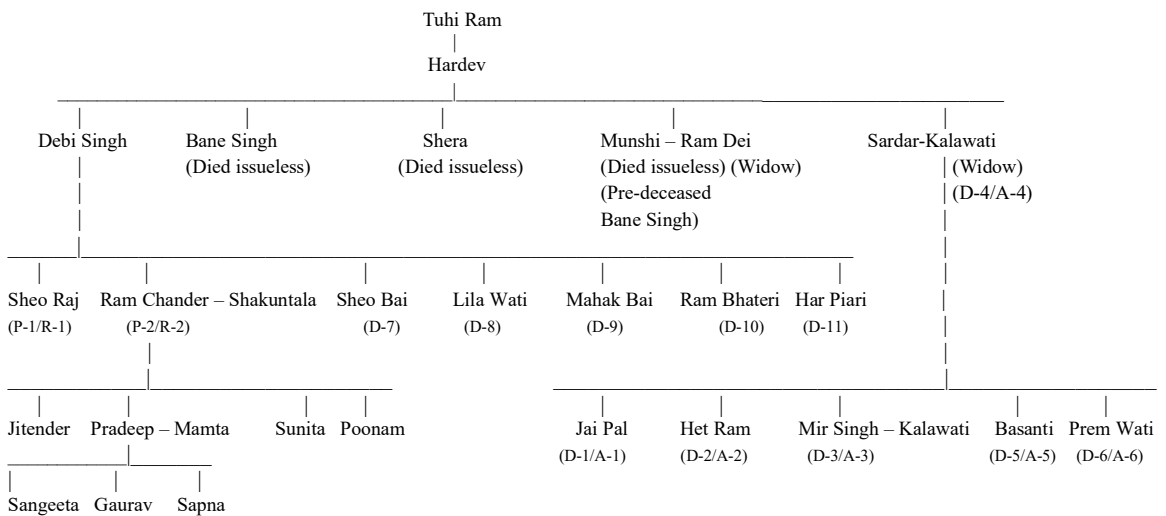 Tuhi Ram
Hardev
Debi Singh Bane Singh Shera Munshi – Ram Dei Sardar-Kalawati
(Died issueless) (Died issueless) (Died issueless) (Widow) (Widow)
(Pre-deceased (D-4/A-4)
Bane Singh)
Sheo Raj Ram Chander – Shakuntala Sheo Bai Lila Wati Mahak Bai Ram Bhateri Har Piari
(P-1/R-1) (P-2/R-2) (D-7) (D-8) (D-9) (D-10) (D-11)
Jitender Pradeep – Mamta Sunita Poonam Jai Pal Het Ram Mir Singh – Kalawati Basanti Prem Wati
(D-1/A-1) (D-2/A-2) (D-3/A-3) (D-5/A-5) (D-6/A-6)
Sangeeta Gaurav Sapna